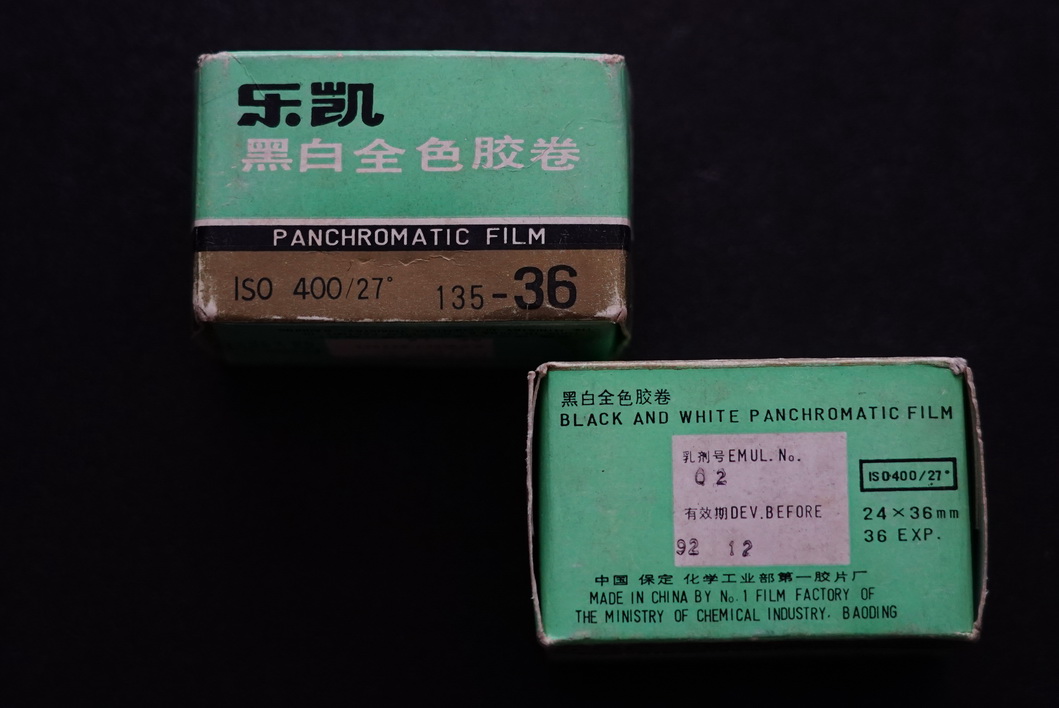 乐凯
黑白全色胶卷
PANCHROMATIC FILM
ISO 400/27°
135-36
黑白全色胶卷
BLACK AND WHITE PANCHROMATIC FILM
乳剂号EMUL. No.
02
有效期DEV.BEFORE
92 12
ISO400/27°
24×36mm
36 EXP.
中国 保定 化学工业部第一胶片厂
MADE IN CHINA BY No.1 FILM FACTORY OF
THE MINISTRY OF CHEMICAL INDUSTRY. BAODING